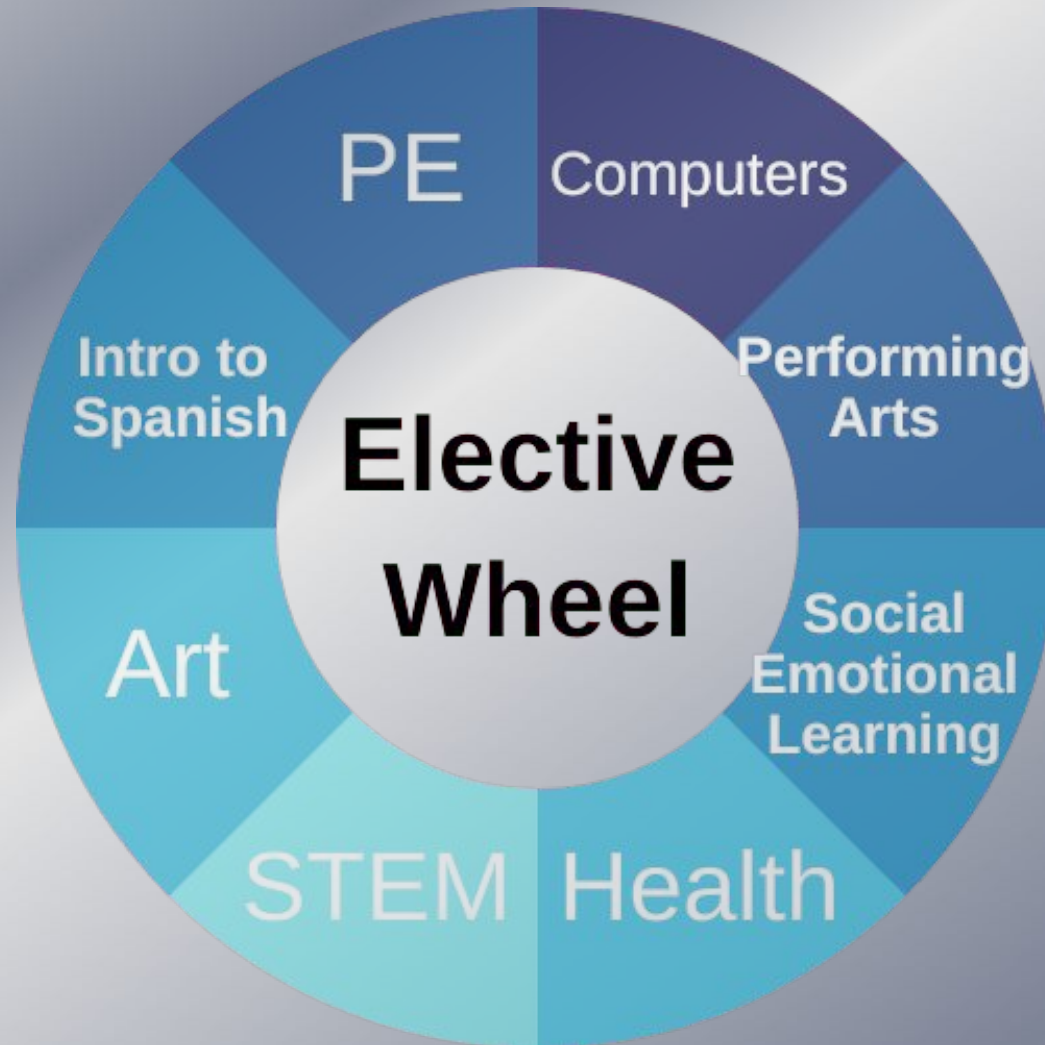 PE
Computers
Performing
Arts
Social
Emotional
Learning
Health
STEM
Art
Intro to
Spanish
Elective
Wheel